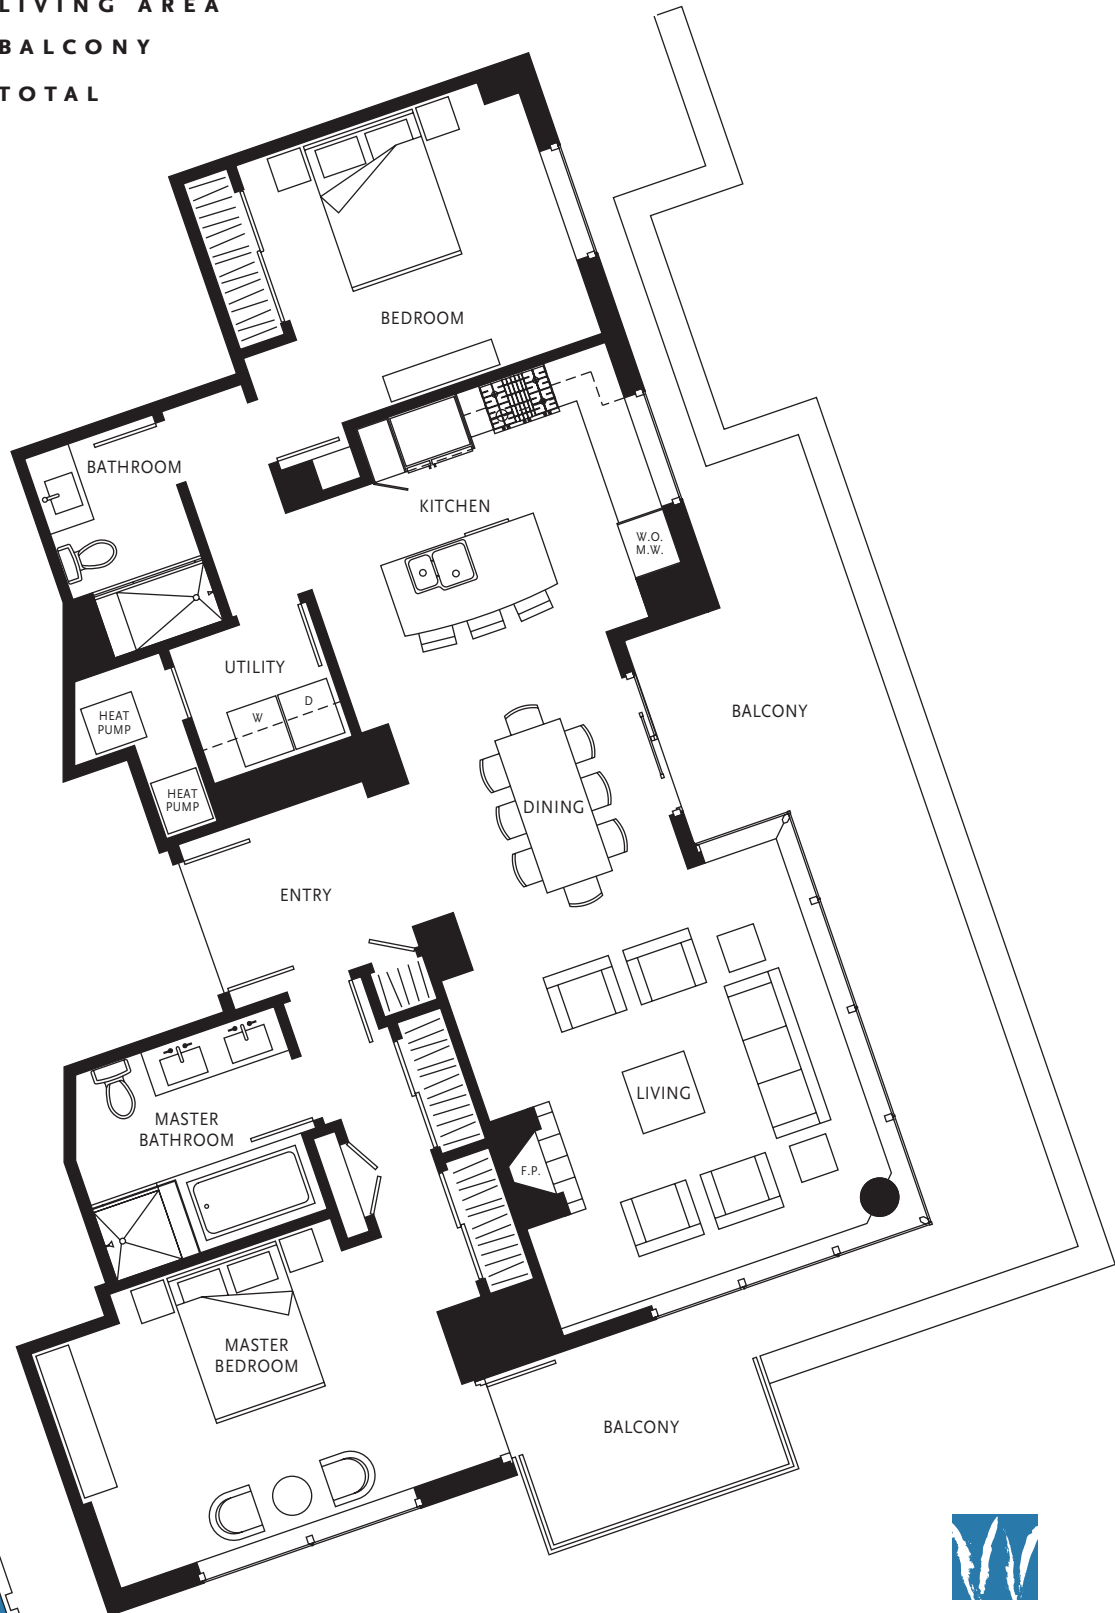 LIVING AREA
BALCONY
TOTAL
BEDROOM
BATHROOM
KITCHEN
W.O.
M.W.
UTILITY
W
D
HEAT
PUMP
HEAT
PUMP
BALCONY
DINING
ENTRY
LIVING
MASTER
BATHROOM
F.P.
MASTER
BEDROOM
BALCONY
W